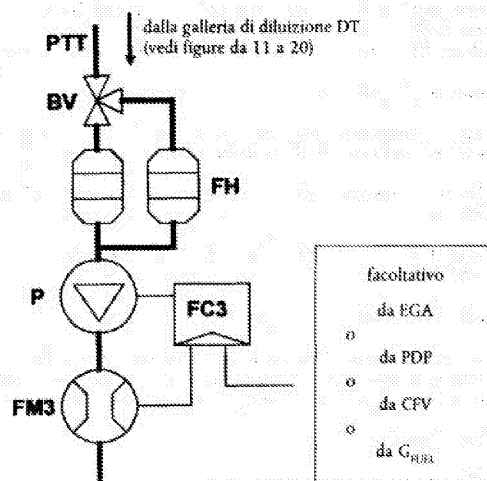 dalla galleria di diluizione DT
(vedi figure da 11 a 20)
PTT
BV
FH
P
FC3
FM3
facoltativo
da EGA
o
da PDP
o
da CFV
o
da G_FUEL